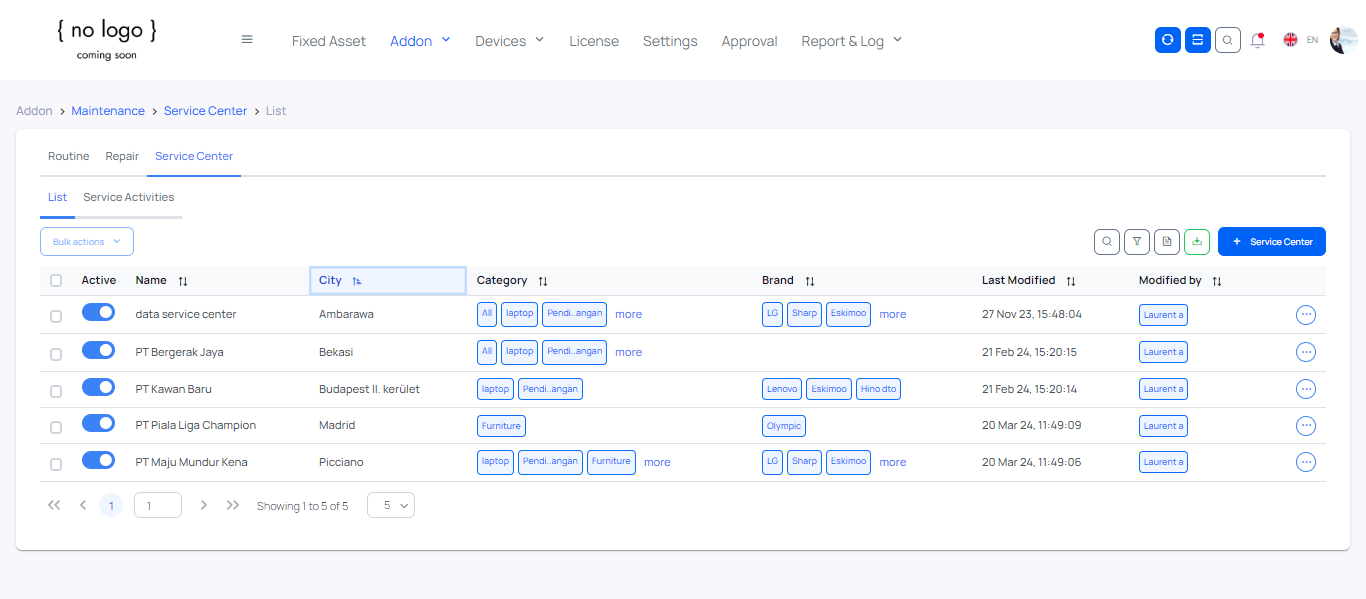 { no logo }
coming soon
Fixed Asset Addon Devices License Settings Approval Report & Log EN
Addon > Maintenance > Service Center > List
Routine Repair Service Center
List Service Activities
Bulk actions + Service Center
Active Name City Category Brand Last Modified Modified by
data service center Ambarawa All laptop Pendi..angan more LG Sharp Eskimoo more 27 Nov 23, 15:48:04 Laurent a
PT Bergerak Jaya Bekasi All laptop Pendi..angan more 21 Feb 24, 15:20:15 Laurent a
PT Kawan Baru Budapest II. kerület laptop Pendi..angan Lenovo Eskimoo Hino dto 21 Feb 24, 15:20:14 Laurent a
PT Piala Liga Champion Madrid Furniture Olympic 20 Mar 24, 11:49:09 Laurent a
PT Maju Mundur Kena Picciano laptop Pendi..angan Furniture more LG Sharp Eskimoo more 20 Mar 24, 11:49:06 Laurent a
1 1 Showing 1 to 5 of 5 5